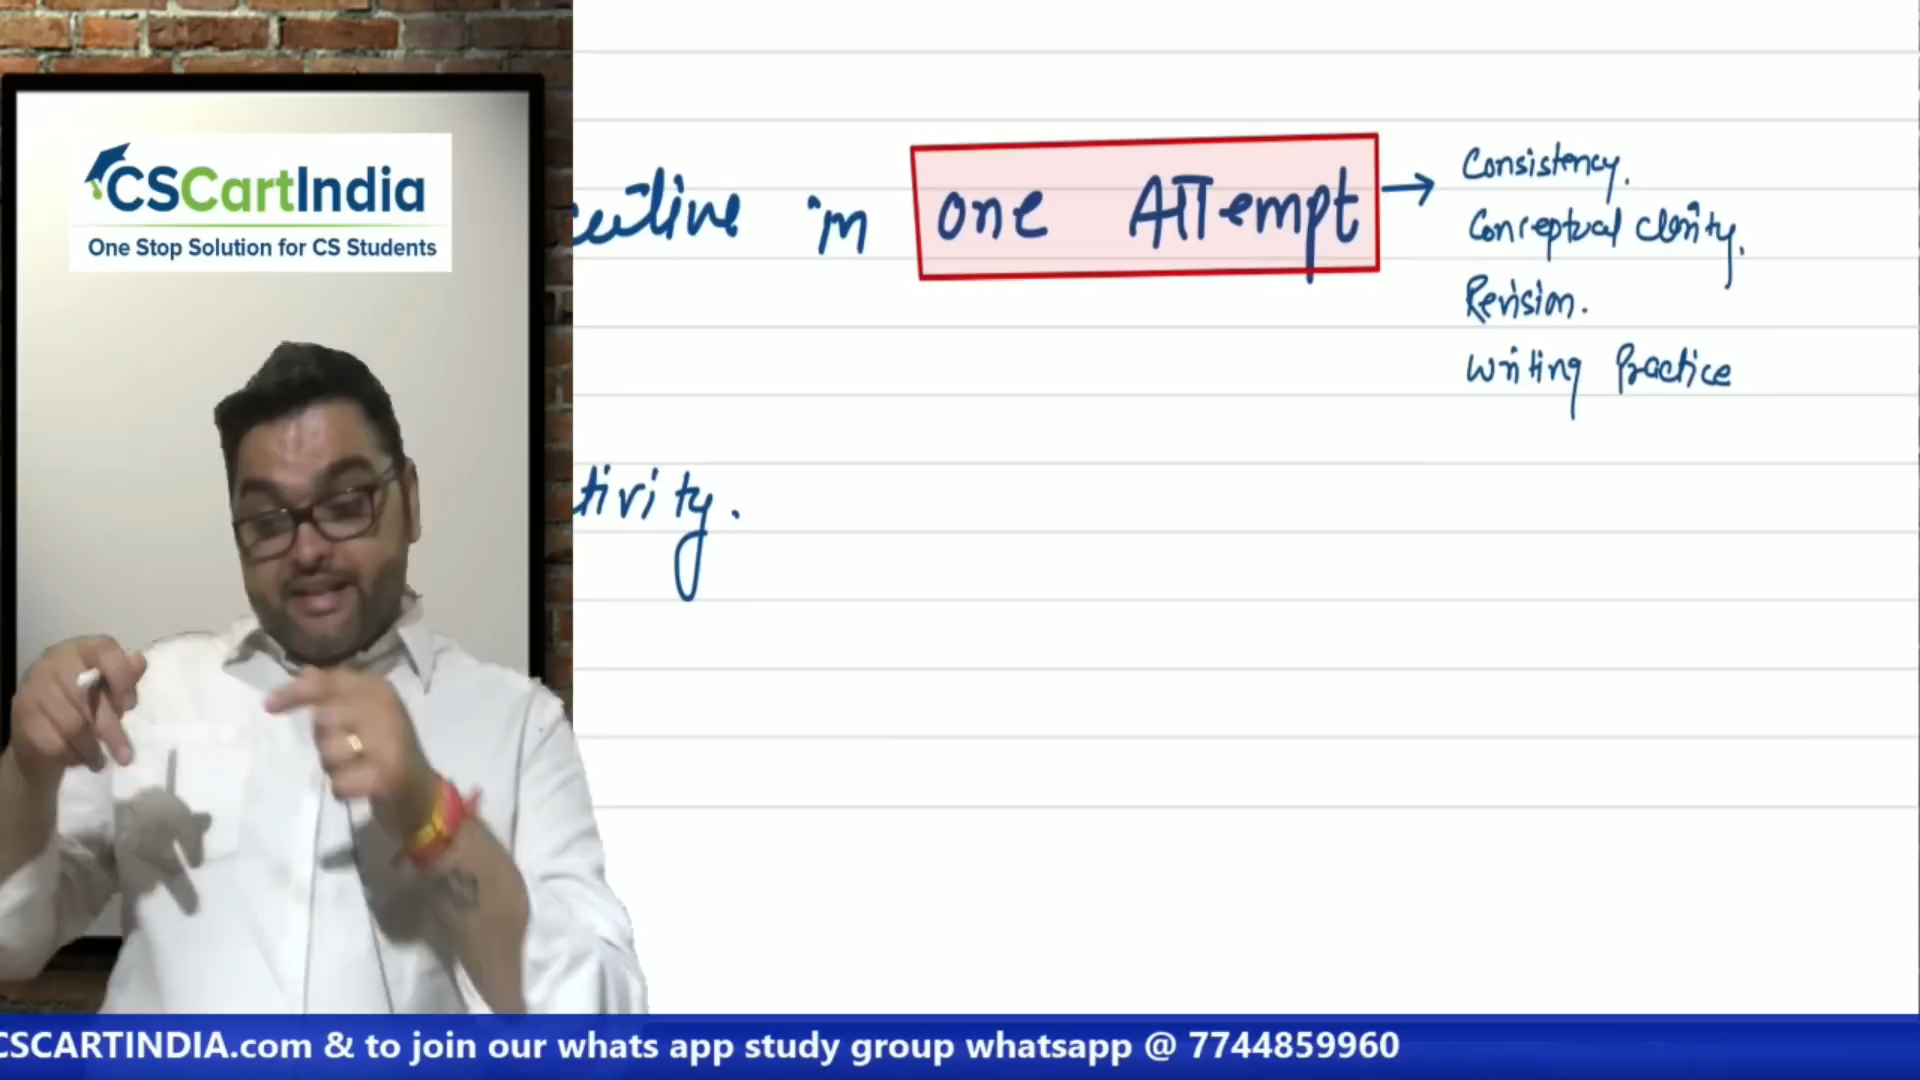 CSCartIndia
One Stop Solution for CS Students
in one ATTempt → Consistency.
Conceptual clarity.
Revision.
Writing Practice
tivity.
CSCARTINDIA.com & to join our whats app study group whatsapp @ 7744859960